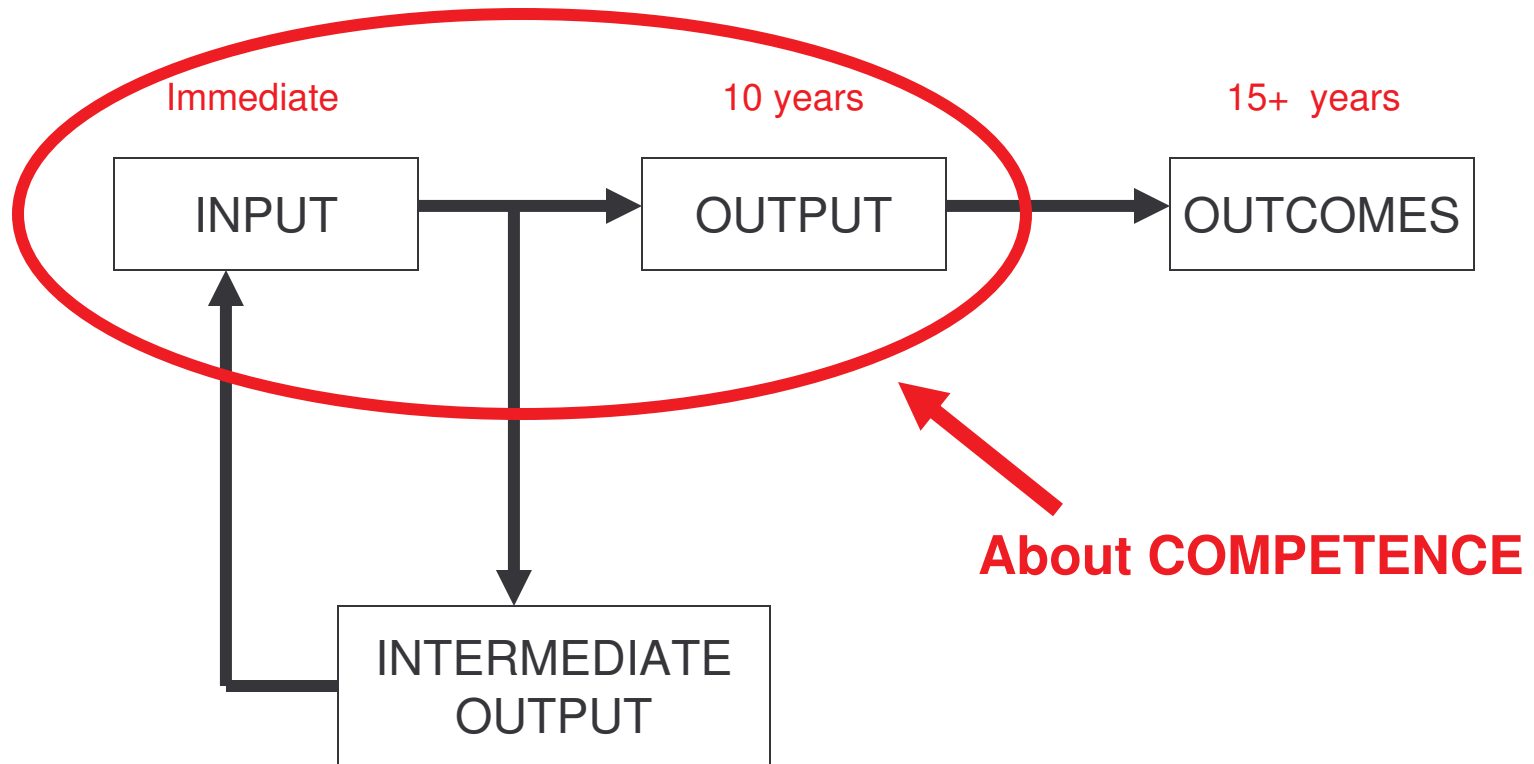 Immediate
10 years
15+ years
INPUT
OUTPUT
OUTCOMES
About COMPETENCE
INTERMEDIATE
OUTPUT